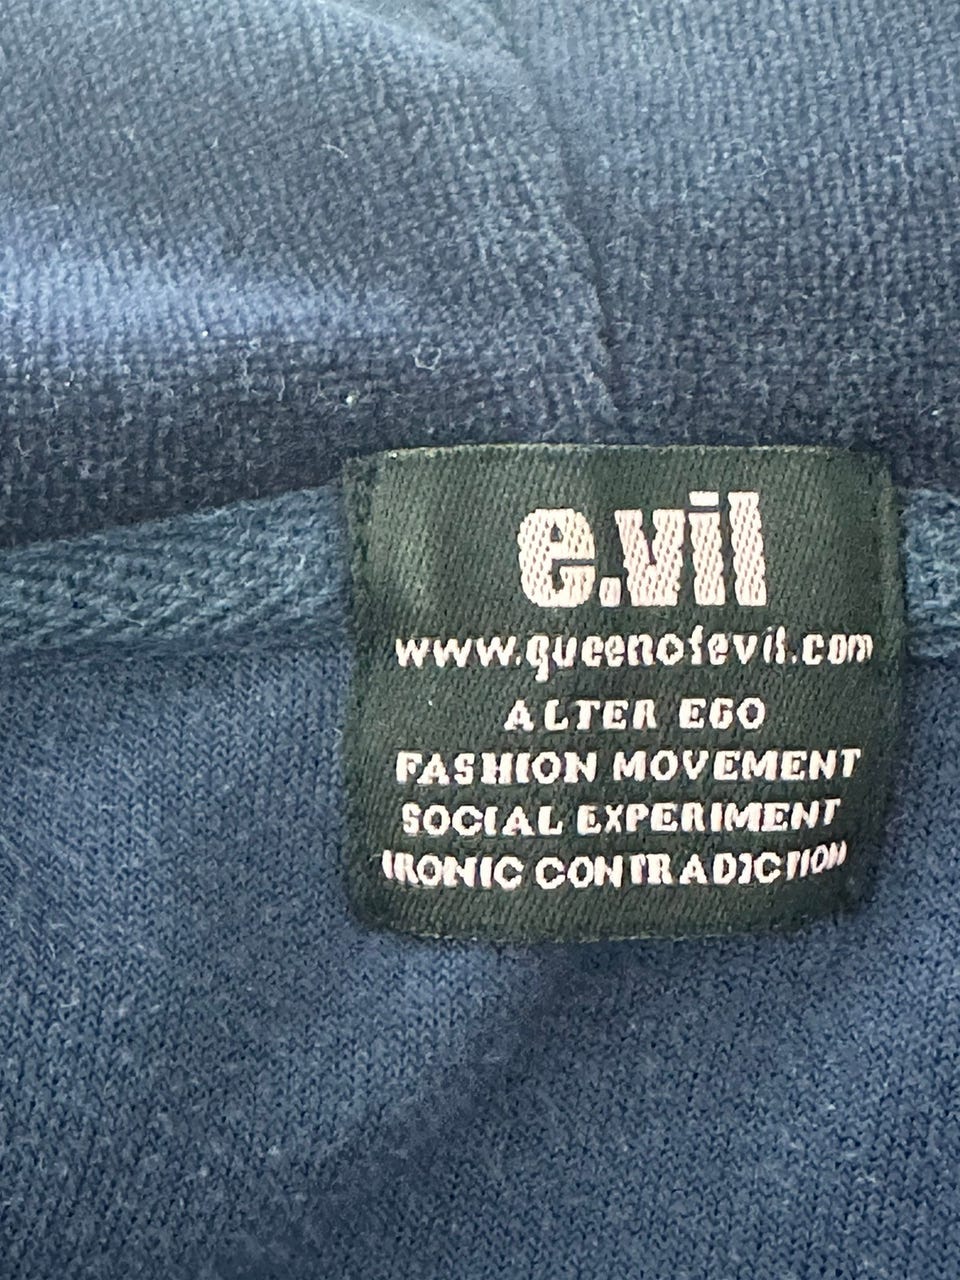 e.vil
www.queenofevil.com
ALTER EGO
FASHION MOVEMENT
SOCIAL EXPERIMENT
IRONIC CONTRADICTION